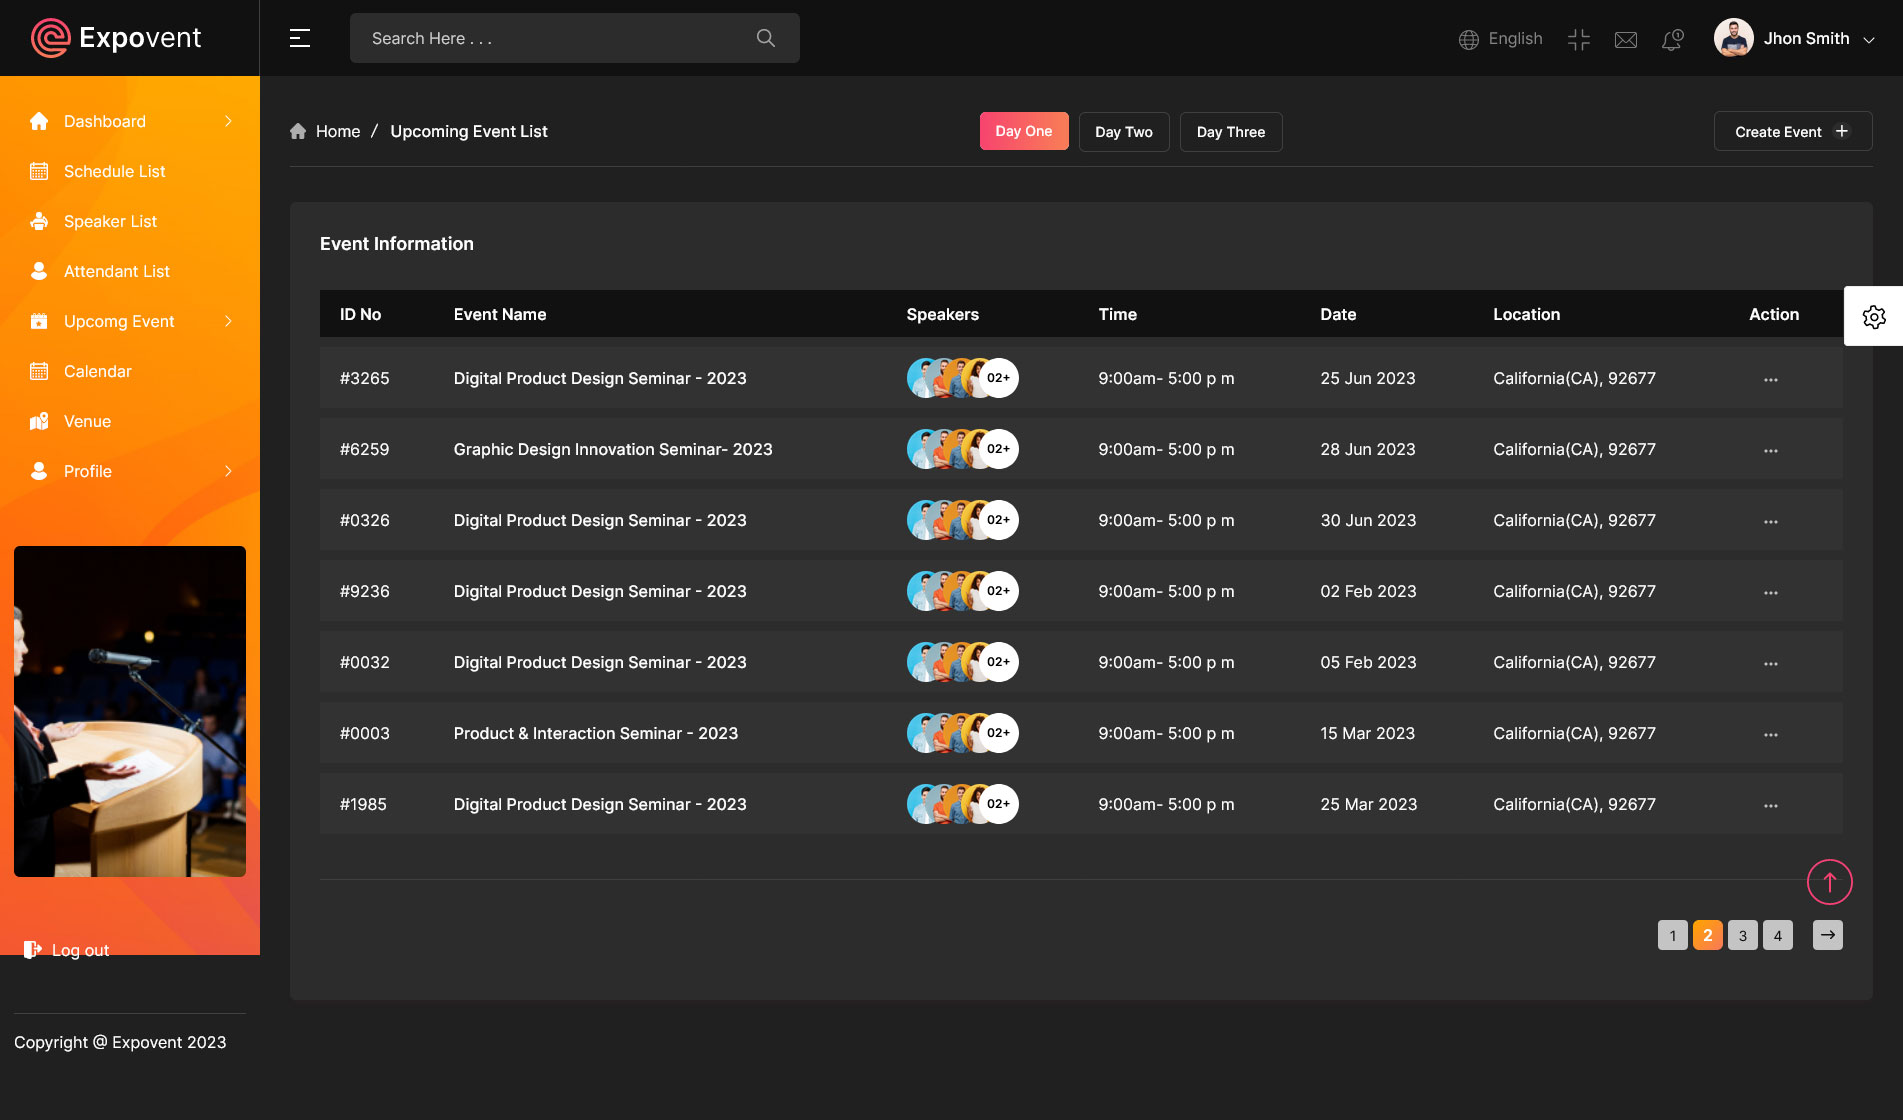 Expovent
Search Here . . .
English
Jhon Smith
Dashboard
Schedule List
Speaker List
Attendant List
Upcomg Event
Calendar
Venue
Profile
Log out
Copyright @ Expovent 2023
Home / Upcoming Event List
Day One
Day Two
Day Three
Create Event +
Event Information
ID No Event Name Speakers Time Date Location Action
#3265 Digital Product Design Seminar - 2023 02+ 9:00am- 5:00 p m 25 Jun 2023 California(CA), 92677 ...
#6259 Graphic Design Innovation Seminar- 2023 02+ 9:00am- 5:00 p m 28 Jun 2023 California(CA), 92677 ...
#0326 Digital Product Design Seminar - 2023 02+ 9:00am- 5:00 p m 30 Jun 2023 California(CA), 92677 ...
#9236 Digital Product Design Seminar - 2023 02+ 9:00am- 5:00 p m 02 Feb 2023 California(CA), 92677 ...
#0032 Digital Product Design Seminar - 2023 02+ 9:00am- 5:00 p m 05 Feb 2023 California(CA), 92677 ...
#0003 Product & Interaction Seminar - 2023 02+ 9:00am- 5:00 p m 15 Mar 2023 California(CA), 92677 ...
#1985 Digital Product Design Seminar - 2023 02+ 9:00am- 5:00 p m 25 Mar 2023 California(CA), 92677 ...
1 2 3 4 →